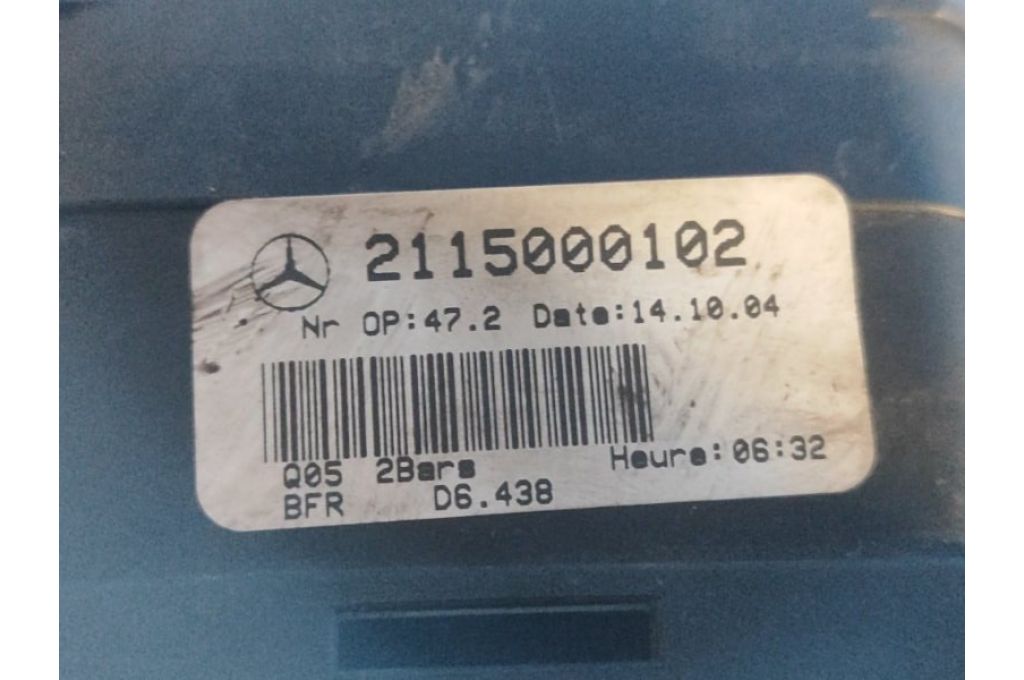 2115000102
Nr OP:47.2 Date:14.10.04
Q05 2Bars Heure:06:32
BFR D6.438